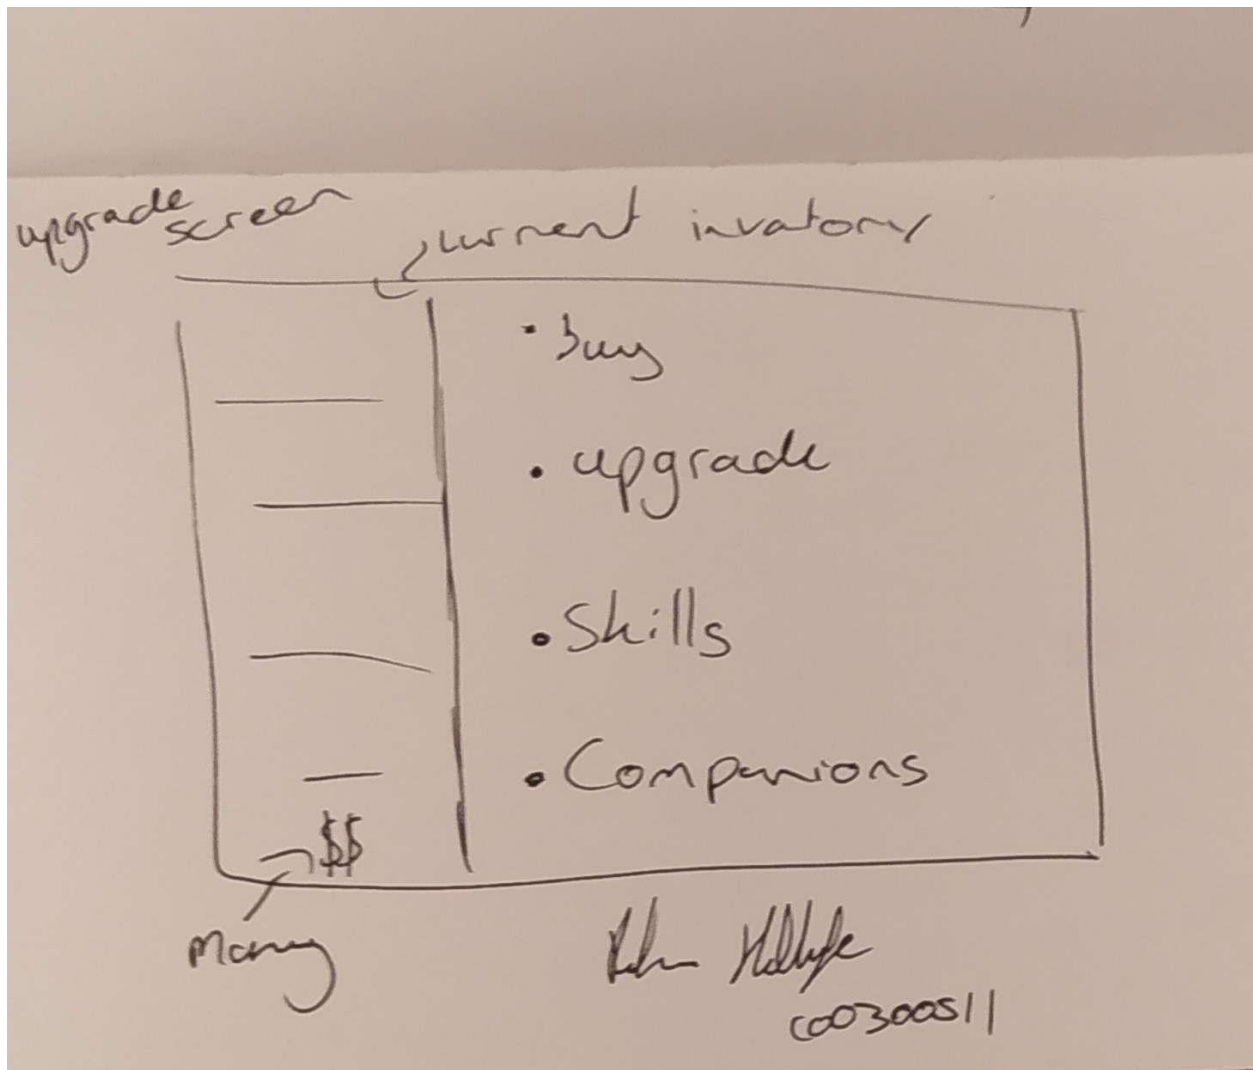 upgrade screen
current invatory
• buy
• upgrade
• Skills
• Companions
$$
Money
C00300511